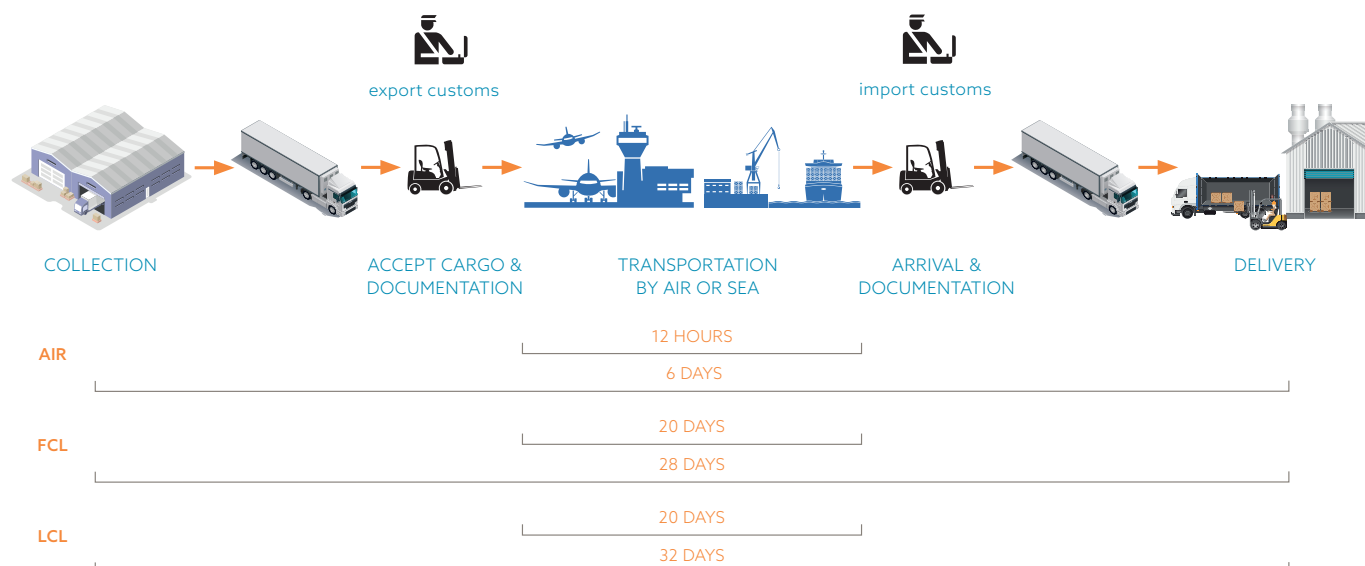 export customs
import customs
COLLECTION
ACCEPT CARGO &
DOCUMENTATION
TRANSPORTATION
BY AIR OR SEA
ARRIVAL &
DOCUMENTATION
DELIVERY
AIR
12 HOURS
6 DAYS
FCL
20 DAYS
28 DAYS
LCL
20 DAYS
32 DAYS